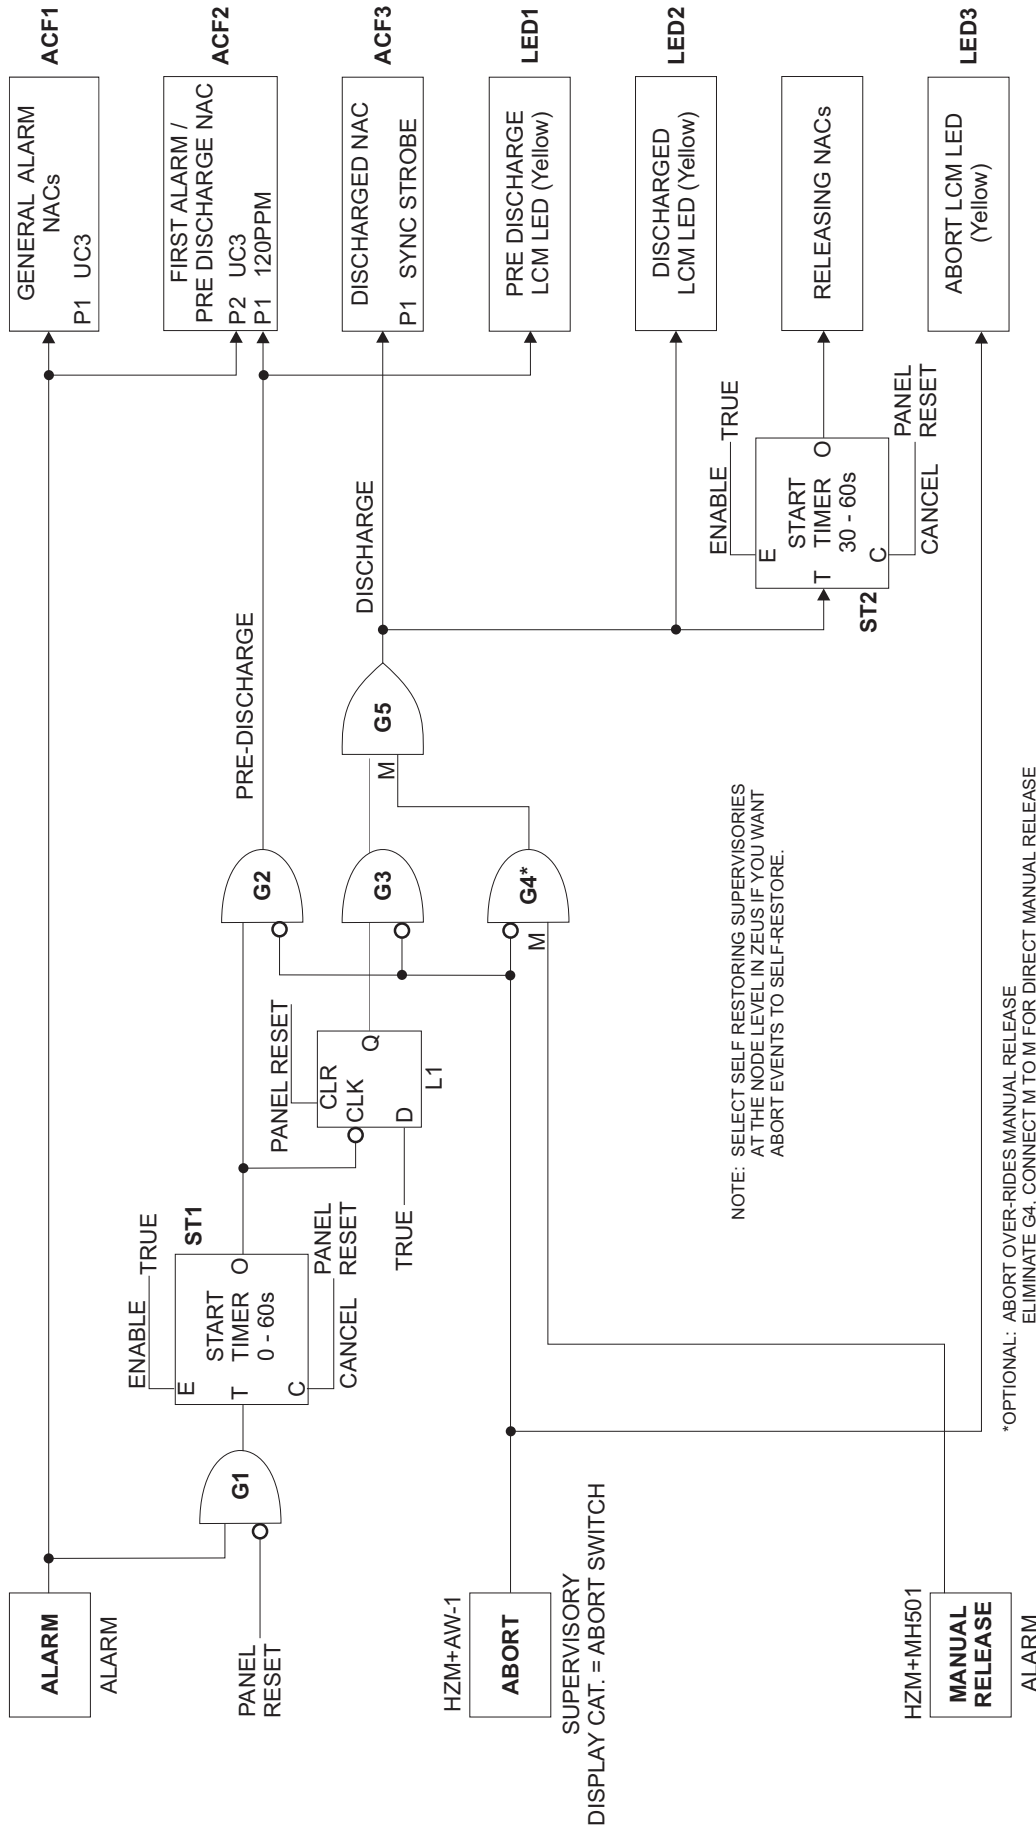 ALARM
ALARM
PANEL
RESET
G1
ENABLE
TRUE
ST1
E
T
O
C
START
TIMER
0 - 60s
CANCEL
PANEL
RESET
PANEL RESET
CLR
CLK
D
Q
L1
TRUE
G2
PRE-DISCHARGE
G3
G4*
M
M
G5
DISCHARGE
HZM+AW-1
ABORT
SUPERVISORY
DISPLAY CAT. = ABORT SWITCH
HZM+MH501
MANUAL
RELEASE
ALARM
NOTE: SELECT SELF RESTORING SUPERVISORIES
AT THE NODE LEVEL IN ZEUS IF YOU WANT
ABORT EVENTS TO SELF-RESTORE.
*OPTIONAL: ABORT OVER-RIDES MANUAL RELEASE
ELIMINATE G4, CONNECT M TO M FOR DIRECT MANUAL RELEASE
ENABLE
TRUE
E
T
O
C
START
TIMER
30 - 60s
ST2
CANCEL
PANEL
RESET
GENERAL ALARM
NACs
P1 UC3
ACF1
FIRST ALARM /
PRE DISCHARGE NAC
P2 UC3
P1 120PPM
ACF2
DISCHARGED NAC
P1 SYNC STROBE
ACF3
PRE DISCHARGE
LCM LED (Yellow)
LED1
DISCHARGED
LCM LED (Yellow)
LED2
RELEASING NACs
ABORT LCM LED
(Yellow)
LED3